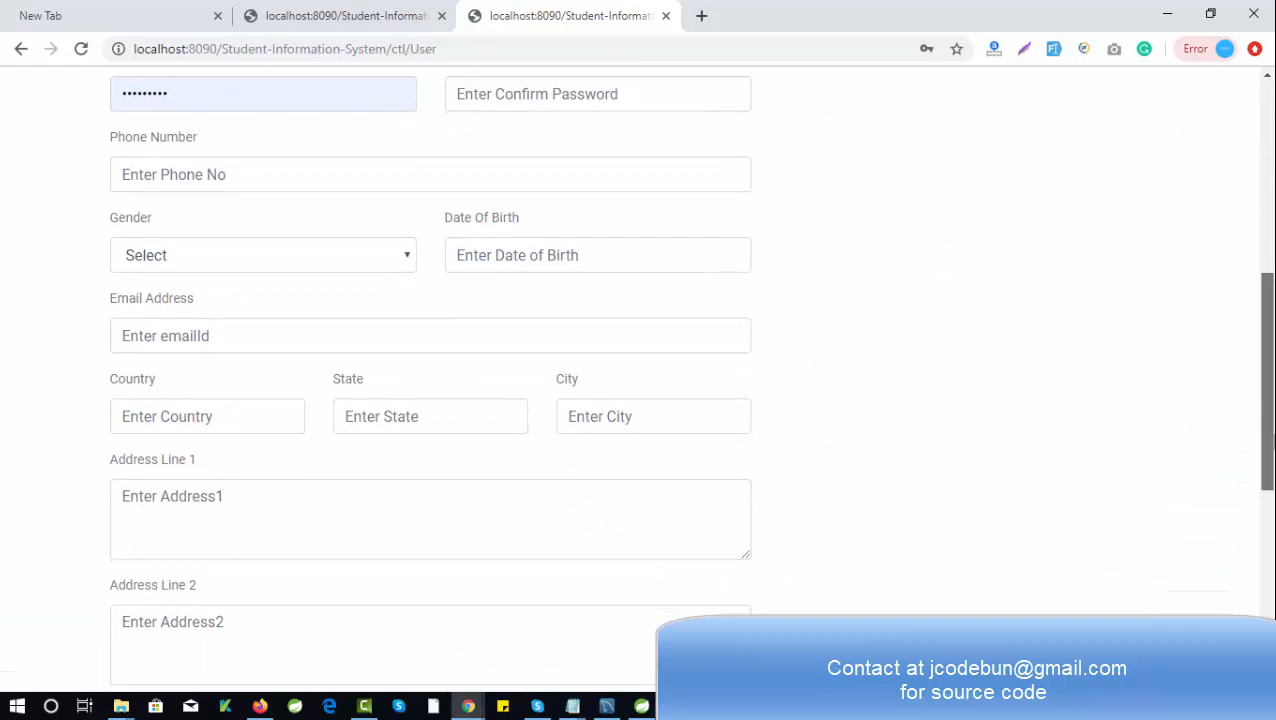 New Tab
localhost:8090/Student-Informat
localhost:8090/Student-Informat
localhost:8090/Student-Information-System/ctl/User
Error
•••••••••
Enter Confirm Password
Phone Number
Enter Phone No
Gender
Date Of Birth
Select
Enter Date of Birth
Email Address
Enter emailId
Country
State
City
Enter Country
Enter State
Enter City
Address Line 1
Enter Address1
Address Line 2
Enter Address2
Contact at jcodebun@gmail.com
for source code